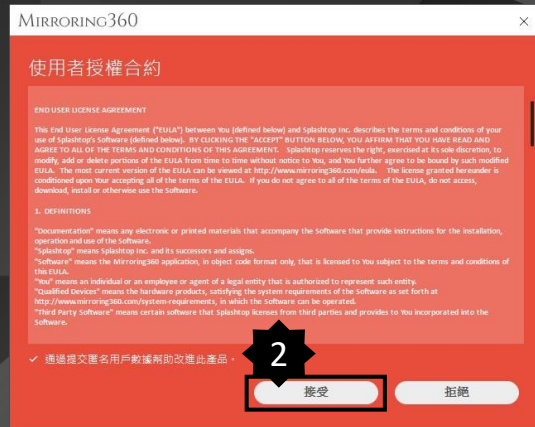 MIRRORING360
使用者授權合約
END USER LICENSE AGREEMENT
This End User License Agreement ("EULA") between You (defined below) and Splashtop Inc. describes the terms and conditions of your
use of Splashtop's Software (defined below). BY CLICKING THE "ACCEPT" BUTTON BELOW, YOU AFFIRM THAT YOU HAVE READ AND
AGREE TO ALL OF THE TERMS AND CONDITIONS OF THIS AGREEMENT. Splashtop reserves the right, exercised at its sole discretion, to
modify, add or delete portions of the EULA from time to time without notice to You, and You further agree to be bound by such modified
EULA. The most current version of the EULA can be viewed at http://www.mirroring360.com/eula. The license granted hereunder is
conditioned upon Your accepting all of the terms of the EULA. If you do not agree to all of the terms of the EULA, do not access,
download, install or otherwise use the Software.
1. DEFINITIONS
"Documentation" means any electronic or printed materials that accompany the Software that provide instructions for the installation,
operation and use of the Software.
"Splashtop" means Splashtop Inc. and its successors and assigns.
"Software" means the Mirroring360 application, in object code format only, that is licensed to You subject to the terms and conditions of
this EULA.
"You" means an individual or an employee or agent of a legal entity that is authorized to represent such entity.
"Qualified Devices" means the hardware products, satisfying the system requirements of the Software as set forth at
http://www.mirroring360.com/system-requirements, in which the Software can be operated.
"Third Party Software" means certain software that Splashtop licenses from third parties and provides to You incorporated into the
Software.
通過提交匿名用戶數據幫助改進此產品。
2
接受 拒絕